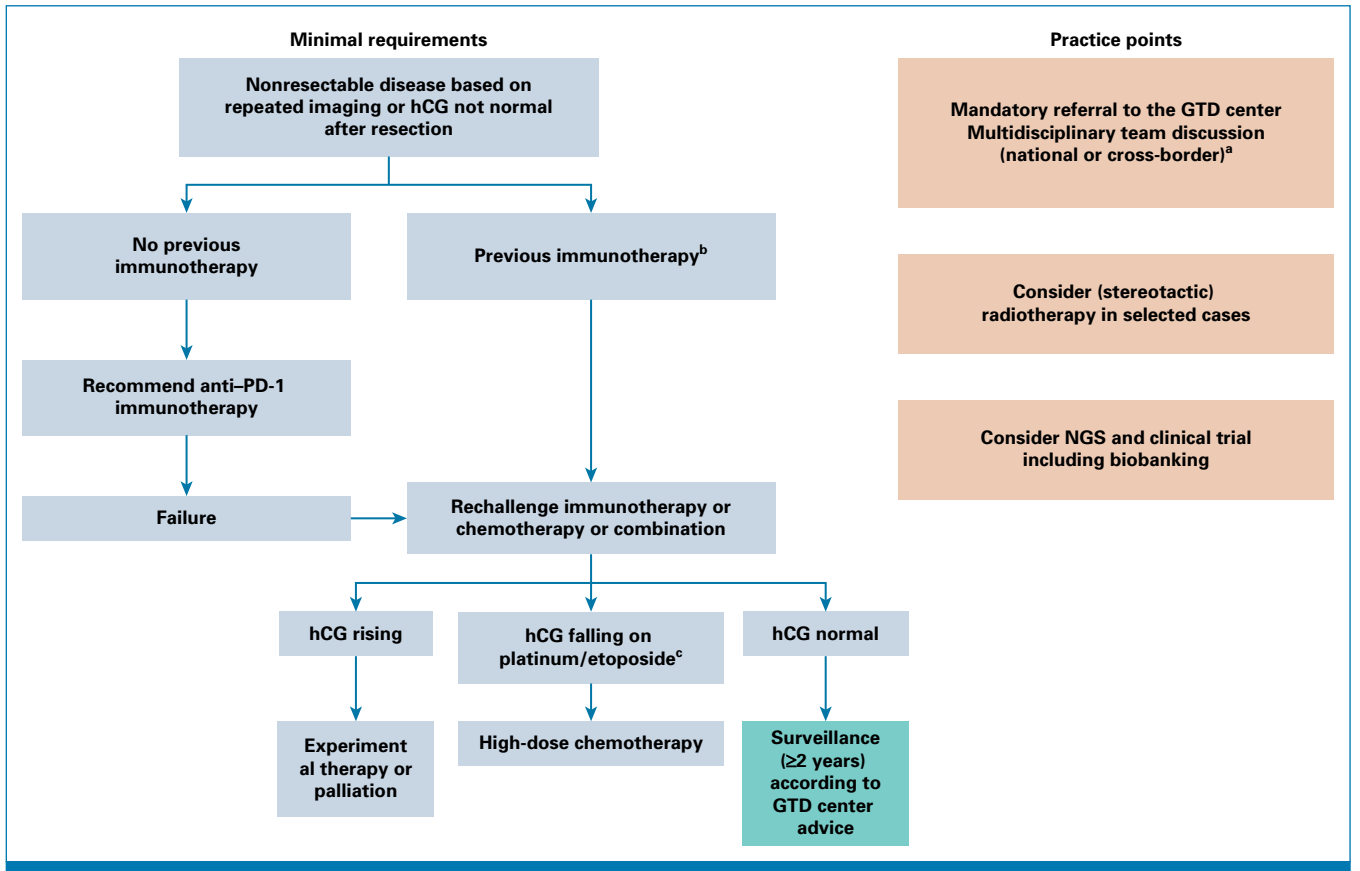 Minimal requirements
Nonresectable disease based on
repeated imaging or hCG not normal
after resection
No previous
immunotherapy
Previous immunotherapyᵇ
Recommend anti–PD-1
immunotherapy
Failure
Rechallenge immunotherapy or
chemotherapy or combination
hCG rising
hCG falling on
platinum/etoposideᶜ
hCG normal
Experiment
al therapy or
palliation
High-dose chemotherapy
Surveillance
(≥2 years)
according to
GTD center
advice
Practice points
Mandatory referral to the GTD center
Multidisciplinary team discussion
(national or cross-border)ᵃ
Consider (stereotactic)
radiotherapy in selected cases
Consider NGS and clinical trial
including biobanking